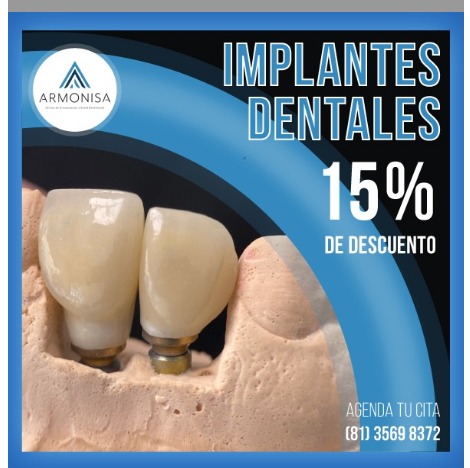 IMPLANTES
DENTALES
ARMONISA
15%
DE DESCUENTO
AGENDA TU CITA
(81) 3569 8372